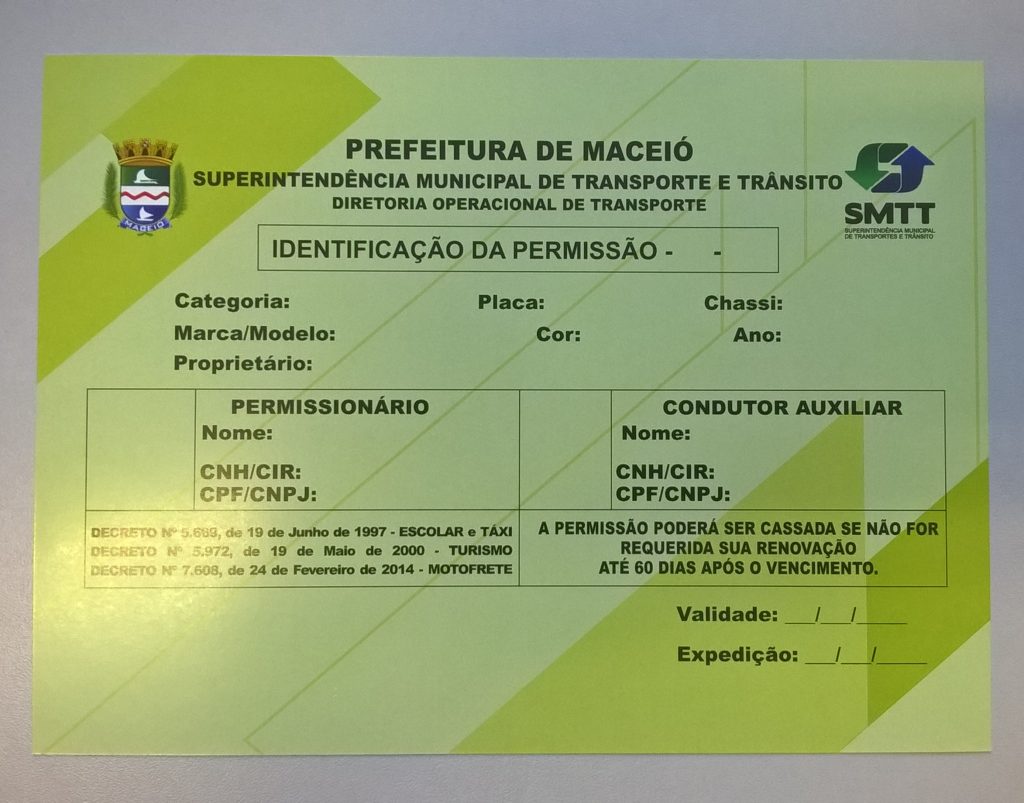 PREFEITURA DE MACEIÓ
SUPERINTENDÊNCIA MUNICIPAL DE TRANSPORTE E TRÂNSITO
DIRETORIA OPERACIONAL DE TRANSPORTE
MACEIO
SMTT
SUPERINTENDÊNCIA MUNICIPAL
DE TRANSPORTES E TRÂNSITO
IDENTIFICAÇÃO DA PERMISSÃO - -
Categoria: Placa: Chassi:
Marca/Modelo: Cor: Ano:
Proprietário:
PERMISSIONÁRIO
Nome:
CNH/CIR:
CPF/CNPJ:
CONDUTOR AUXILIAR
Nome:
CNH/CIR:
CPF/CNPJ:
DECRETO Nº 5.669, de 19 de Junho de 1997 - ESCOLAR e TÁXI
DECRETO Nº 5.972, de 19 de Maio de 2000 - TURISMO
DECRETO Nº 7.608, de 24 de Fevereiro de 2014 - MOTOFRETE
A PERMISSÃO PODERÁ SER CASSADA SE NÃO FOR
REQUERIDA SUA RENOVAÇÃO
ATÉ 60 DIAS APÓS O VENCIMENTO.
Validade: ___/___/_____
Expedição: ___/___/_____